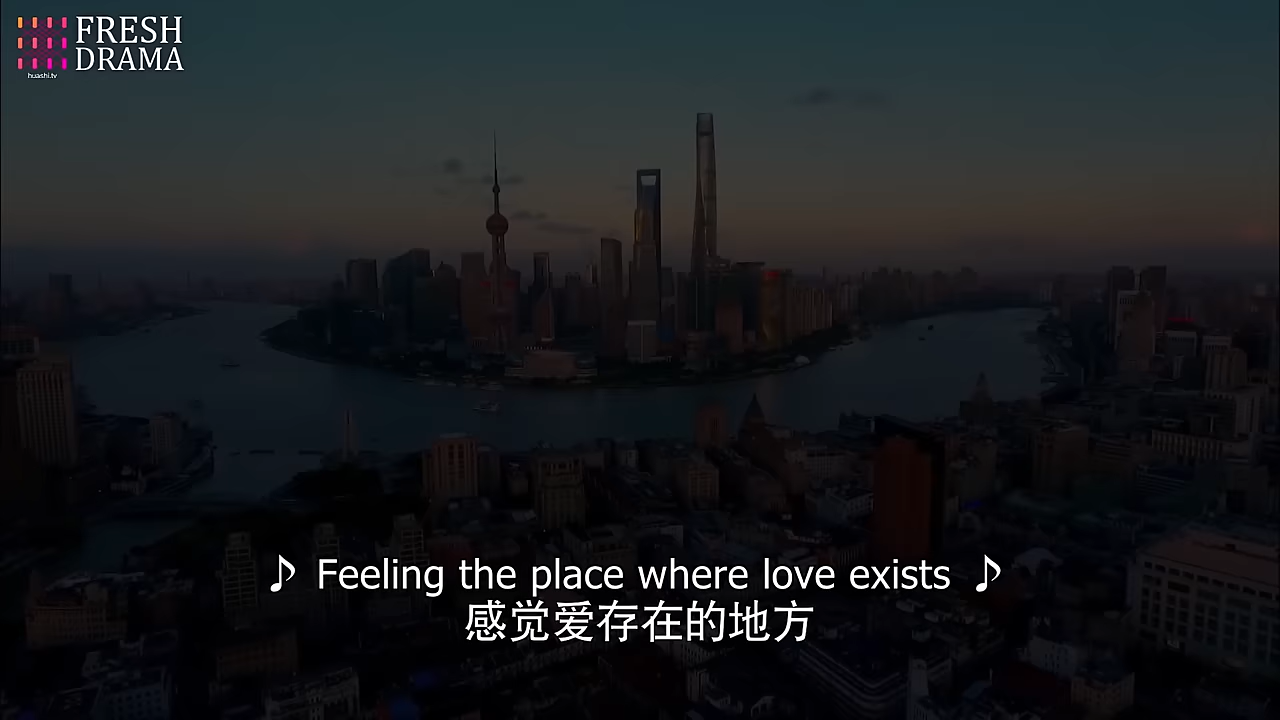 FRESH
DRAMA
huashi.tv
♪ Feeling the place where love exists ♪
感觉爱存在的地方